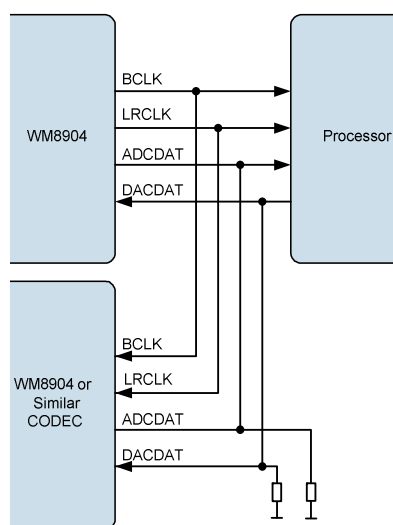 BCLK
LRCLK
ADCDAT
DACDAT
WM8904
Processor
BCLK
LRCLK
ADCDAT
DACDAT
WM8904 or
Similar
CODEC